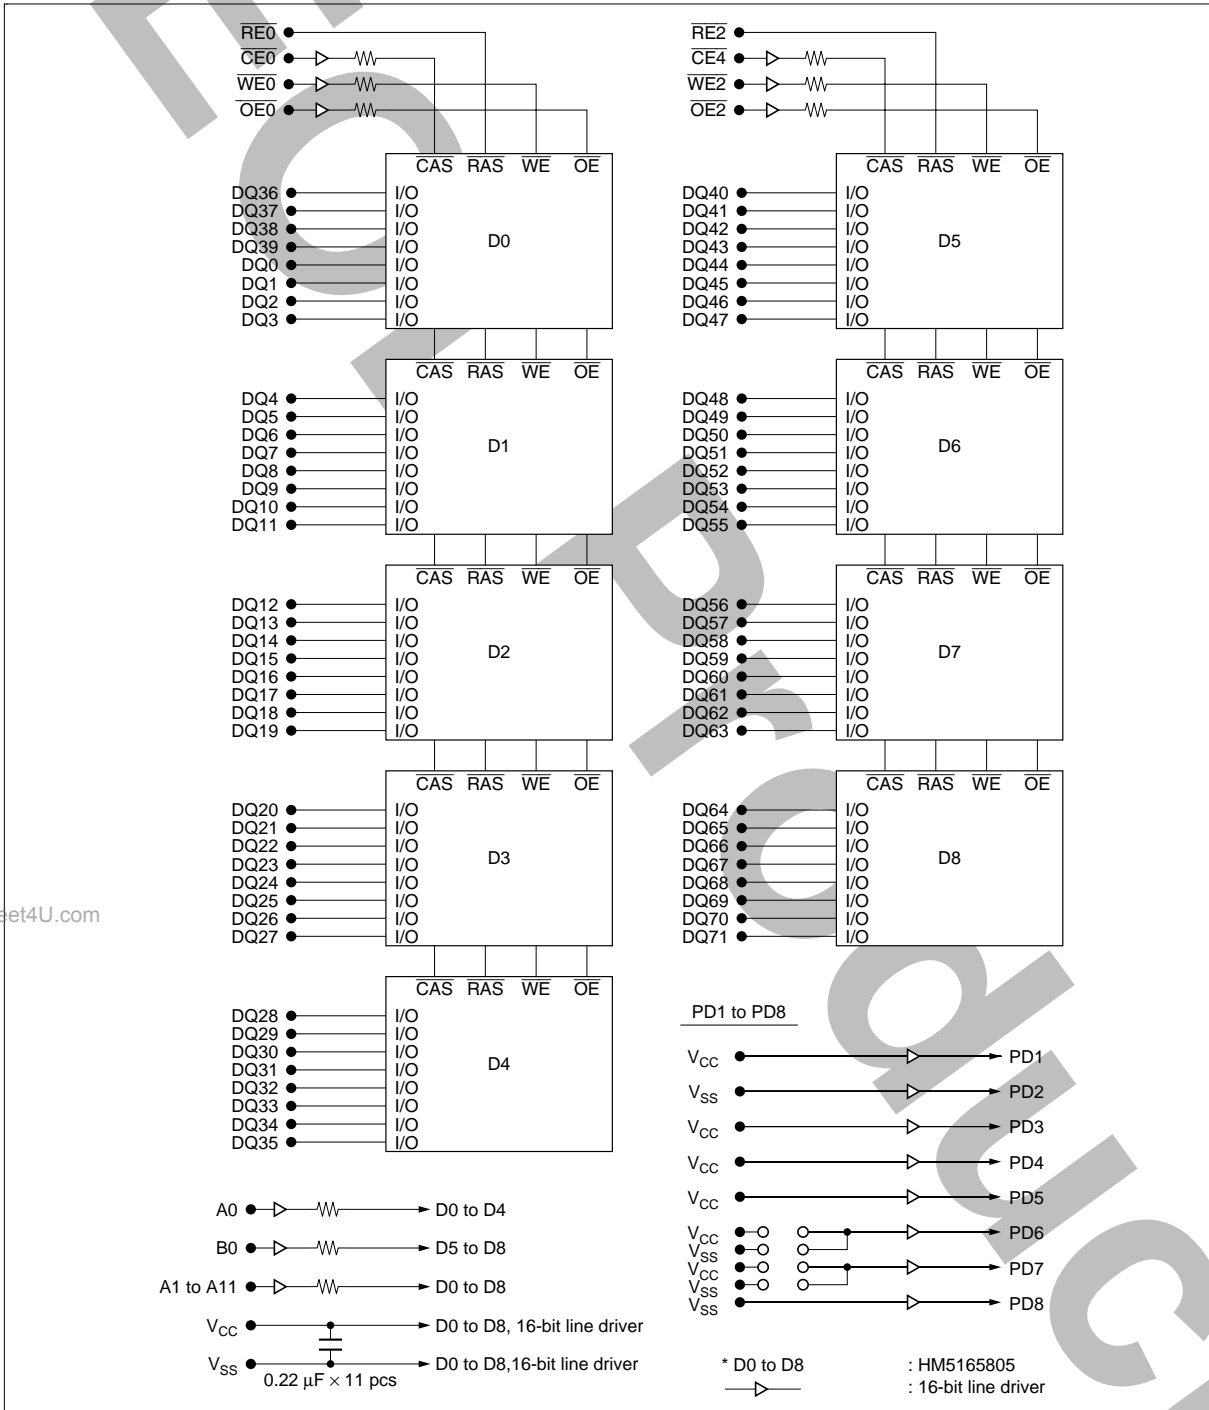 RE0
CE0
WE0
OE0
CAS RAS WE OE
DQ36 I/O
DQ37 I/O
DQ38 I/O
DQ39 I/O
DQ0 I/O
DQ1 I/O
DQ2 I/O
DQ3 I/O
D0
CAS RAS WE OE
DQ4 I/O
DQ5 I/O
DQ6 I/O
DQ7 I/O
DQ8 I/O
DQ9 I/O
DQ10 I/O
DQ11 I/O
D1
CAS RAS WE OE
DQ12 I/O
DQ13 I/O
DQ14 I/O
DQ15 I/O
DQ16 I/O
DQ17 I/O
DQ18 I/O
DQ19 I/O
D2
CAS RAS WE OE
DQ20 I/O
DQ21 I/O
DQ22 I/O
DQ23 I/O
DQ24 I/O
DQ25 I/O
DQ26 I/O
DQ27 I/O
D3
CAS RAS WE OE
DQ28 I/O
DQ29 I/O
DQ30 I/O
DQ31 I/O
DQ32 I/O
DQ33 I/O
DQ34 I/O
DQ35 I/O
D4
RE2
CE4
WE2
OE2
CAS RAS WE OE
DQ40 I/O
DQ41 I/O
DQ42 I/O
DQ43 I/O
DQ44 I/O
DQ45 I/O
DQ46 I/O
DQ47 I/O
D5
CAS RAS WE OE
DQ48 I/O
DQ49 I/O
DQ50 I/O
DQ51 I/O
DQ52 I/O
DQ53 I/O
DQ54 I/O
DQ55 I/O
D6
CAS RAS WE OE
DQ56 I/O
DQ57 I/O
DQ58 I/O
DQ59 I/O
DQ60 I/O
DQ61 I/O
DQ62 I/O
DQ63 I/O
D7
CAS RAS WE OE
DQ64 I/O
DQ65 I/O
DQ66 I/O
DQ67 I/O
DQ68 I/O
DQ69 I/O
DQ70 I/O
DQ71 I/O
D8
A0 D0 to D4
B0 D5 to D8
A1 to A11 D0 to D8
VCC D0 to D8, 16-bit line driver
VSS D0 to D8,16-bit line driver
0.22 µF × 11 pcs
PD1 to PD8
VCC PD1
VSS PD2
VCC PD3
VCC PD4
VCC PD5
VCC PD6
VSS
VCC PD7
VSS
VSS PD8
* D0 to D8 : HM5165805
: 16-bit line driver
eet4U.com
Product